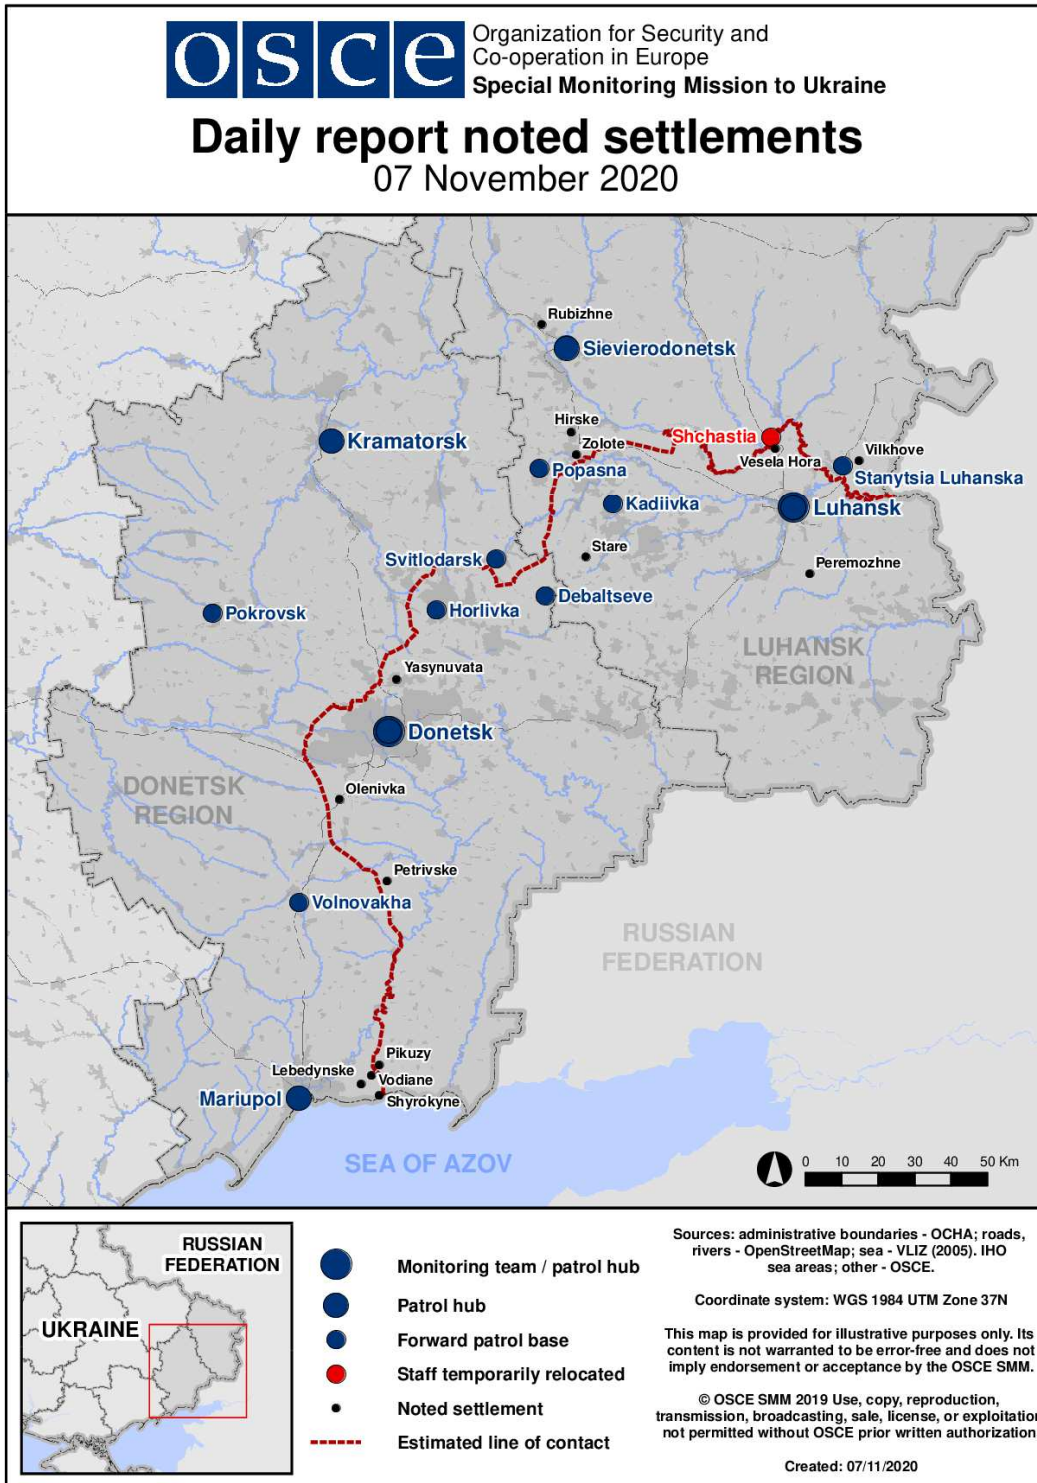 osce
Organization for Security and
Co-operation in Europe
Special Monitoring Mission to Ukraine
Daily report noted settlements
07 November 2020
Rubizhne
Sievierodonetsk
Hirske
Zolote
Kramatorsk
Shchastia
Vesela Hora
Vilkhove
Stanytsia Luhanska
Popasna
Kadiivka
Luhansk
Svitlodarsk
Stare
Peremozhne
Debaltseve
Horlivka
Pokrovsk
LUHANSK
REGION
Yasynuvata
Donetsk
DONETSK
REGION
Olenivka
Petrivske
Volnovakha
RUSSIAN
FEDERATION
Pikuzy
Lebedynske
Vodiane
Mariupol
Shyrokyne
SEA OF AZOV
0 10 20 30 40 50 Km
RUSSIAN
FEDERATION
UKRAINE
Monitoring team / patrol hub
Patrol hub
Forward patrol base
Staff temporarily relocated
Noted settlement
Estimated line of contact
Sources: administrative boundaries - OCHA; roads,
rivers - OpenStreetMap; sea - VLIZ (2005). IHO
sea areas; other - OSCE.
Coordinate system: WGS 1984 UTM Zone 37N
This map is provided for illustrative purposes only. Its
content is not warranted to be error-free and does not
imply endorsement or acceptance by the OSCE SMM.
© OSCE SMM 2019 Use, copy, reproduction,
transmission, broadcasting, sale, license, or exploitation
not permitted without OSCE prior written authorization
Created: 07/11/2020